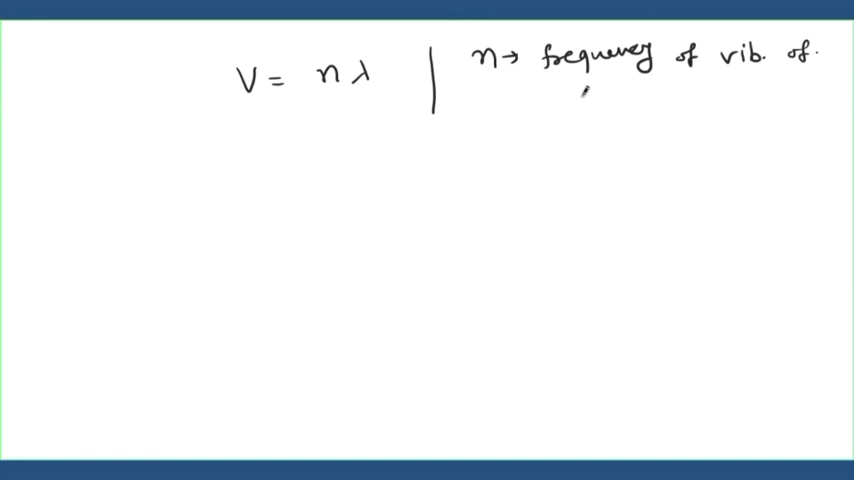 V = n λ | n → frequency of vib. of.